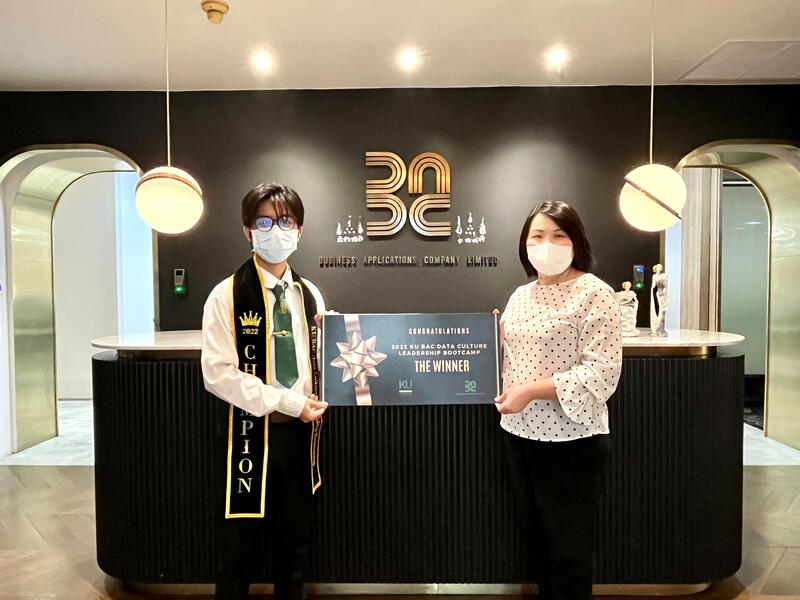 BUSINESS APPLICATIONS COMPANY LIMITED
2022
CHAMPION
CONGRATULATIONS
2022 KU BAC DATA CULTURE
LEADERSHIP BOOTCAMP
THE WINNER
KU